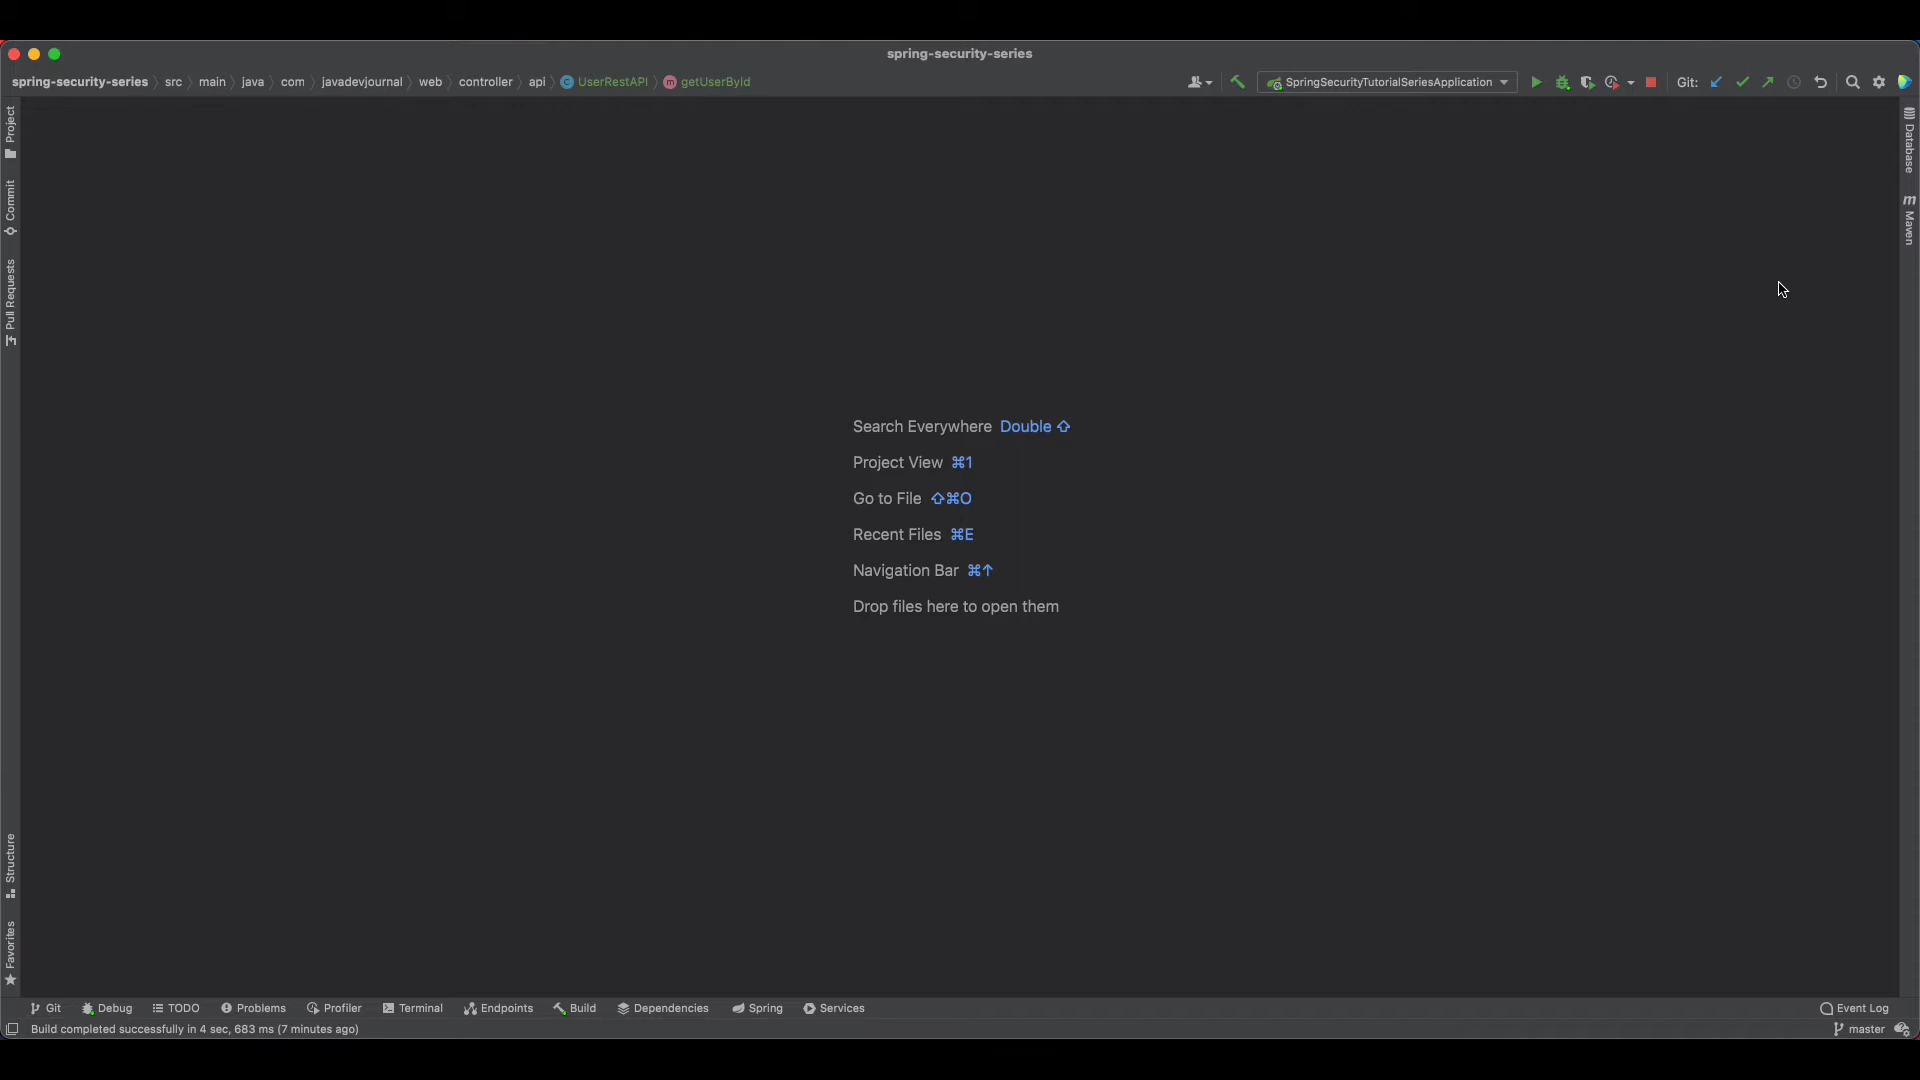 spring-security-series
spring-security-series src main java com javadevjournal web controller api UserRestAPI getUserById
SpringSecurityTutorialSeriesApplication Git:
Project
Commit
Pull Requests
Database
Maven
Search Everywhere Double ⇧
Project View ⌘1
Go to File ⇧⌘O
Recent Files ⌘E
Navigation Bar ⌘↑
Drop files here to open them
Structure
Favorites
Git Debug TODO Problems Profiler Terminal Endpoints Build Dependencies Spring Services Event Log
Build completed successfully in 4 sec, 683 ms (7 minutes ago) master